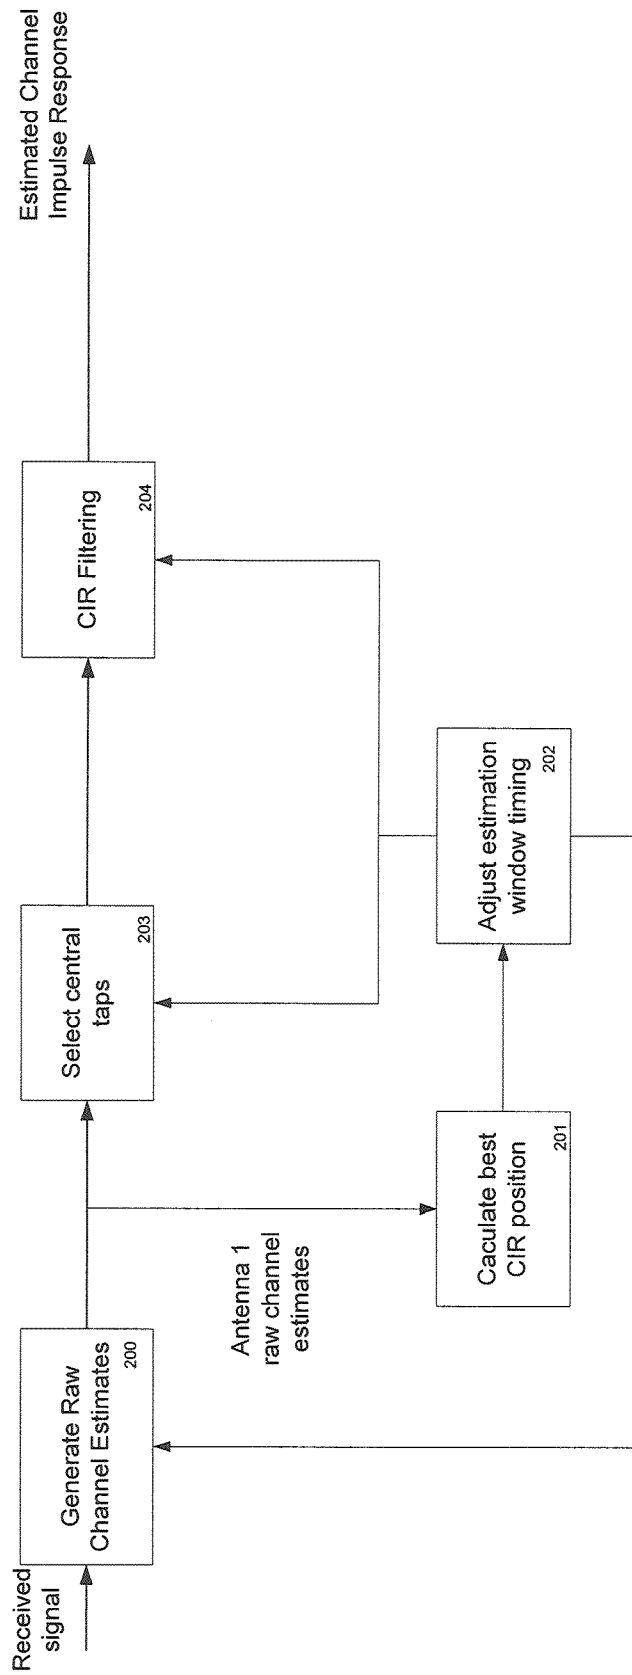 Received
signal
Generate Raw
Channel Estimates
200
Select central
taps
203
CIR Filtering
204
Estimated Channel
Impulse Response
Antenna 1
raw channel
estimates
Caculate best
CIR position
201
Adjust estimation
window timing
202